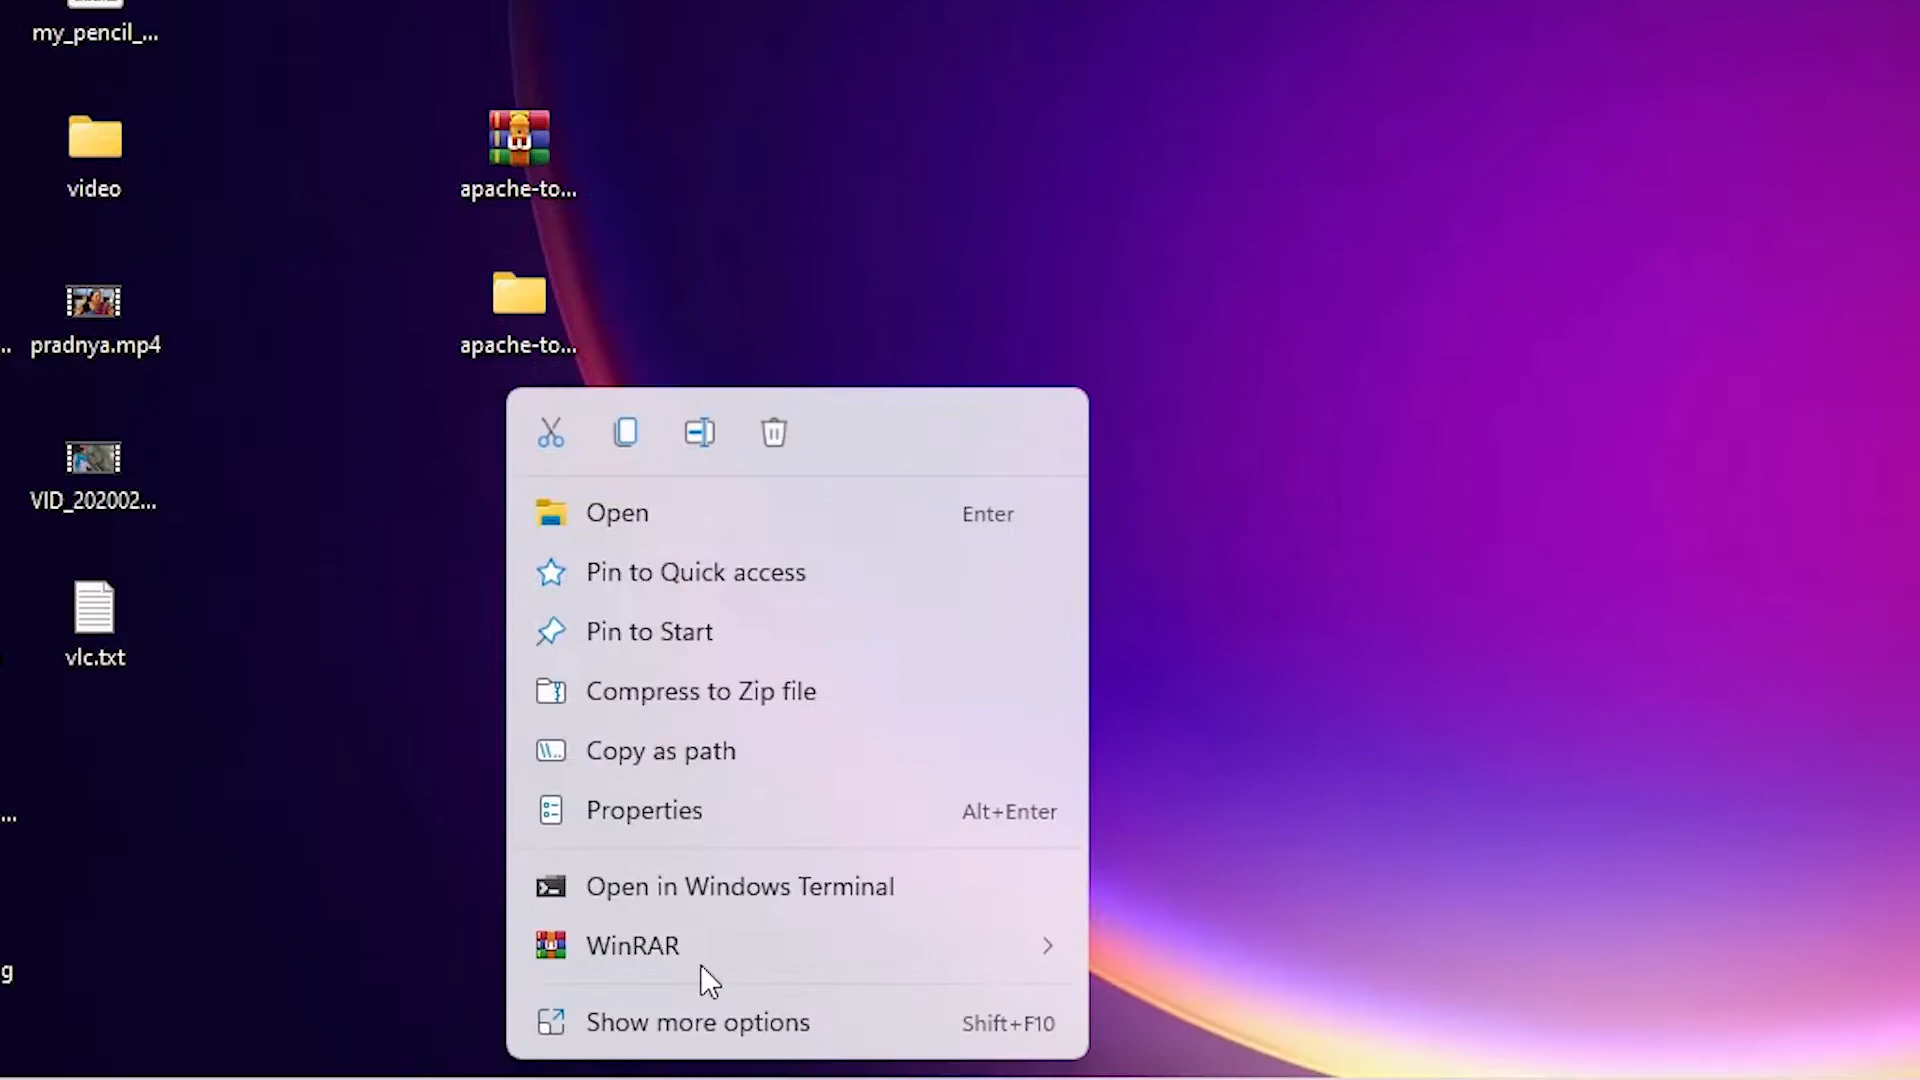 my_pencil_...
video
apache-to...
.. pradnya.mp4
apache-to...
VID_202002...
vlc.txt
...
g
Open Enter
Pin to Quick access
Pin to Start
Compress to Zip file
Copy as path
Properties Alt+Enter
Open in Windows Terminal
WinRAR
Show more options Shift+F10